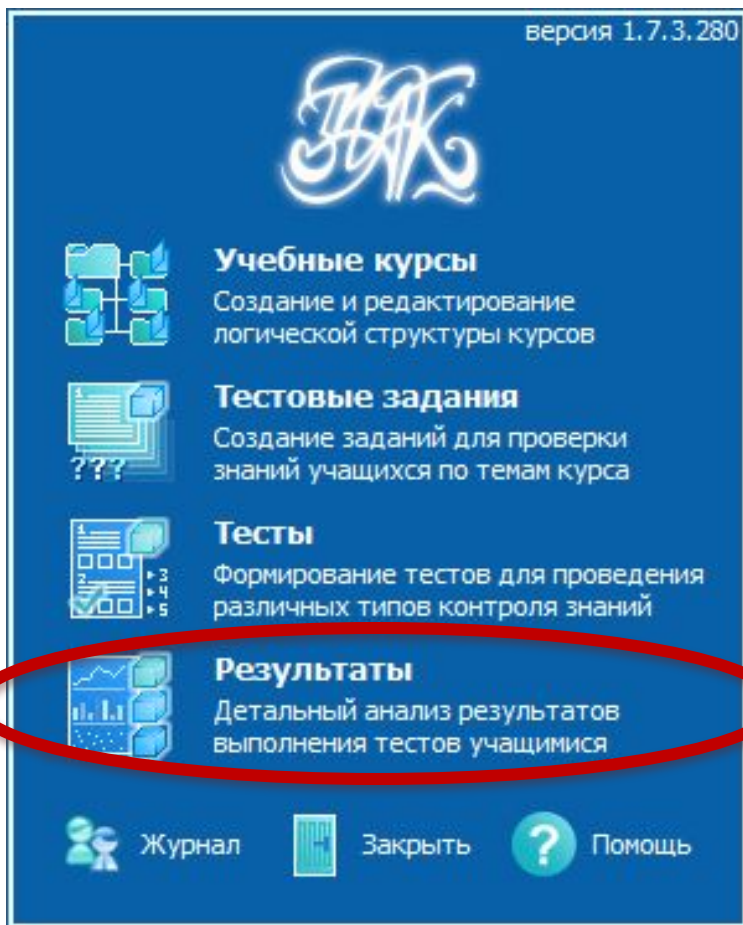 версия 1.7.3.280
ЗНАК
Учебные курсы
Создание и редактирование
логической структуры курсов
Тестовые задания
Создание заданий для проверки
знаний учащихся по темам курса
???
Тесты
Формирование тестов для проведения
различных типов контроля знаний
Результаты
Детальный анализ результатов
выполнения тестов учащимися
Журнал
Закрыть
? Помощь